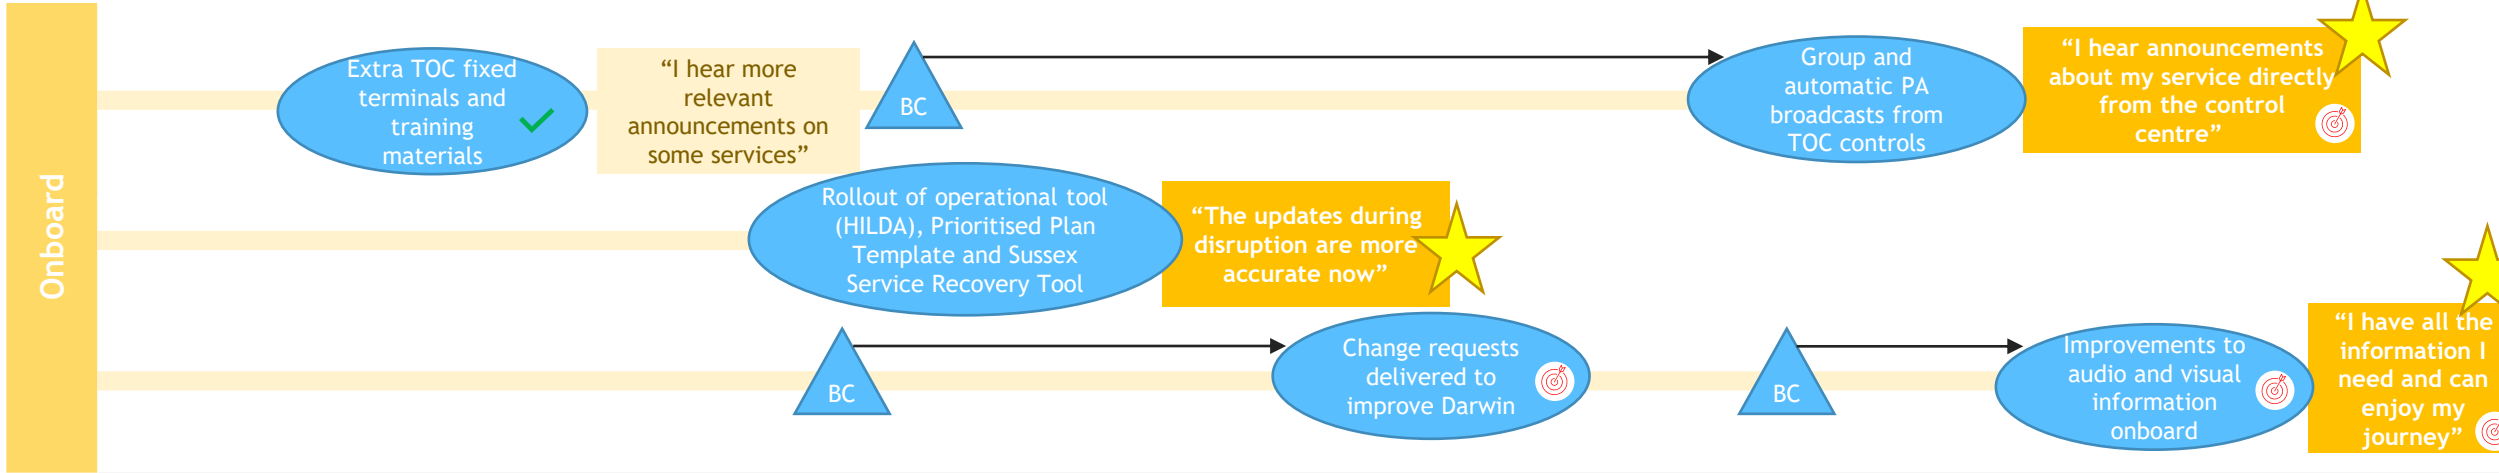 Onboard
Extra TOC fixed
terminals and
training
materials
“I hear more
relevant
announcements on
some services”
BC
Group and
automatic PA
broadcasts from
TOC controls
“I hear announcements
about my service directly
from the control
centre”
Rollout of operational tool
(HILDA), Prioritised Plan
Template and Sussex
Service Recovery Tool
“The updates during
disruption are more
accurate now”
BC
Change requests
delivered to
improve Darwin
BC
Improvements to
audio and visual
information
onboard
“I have all the
information I
need and can
enjoy my
journey”